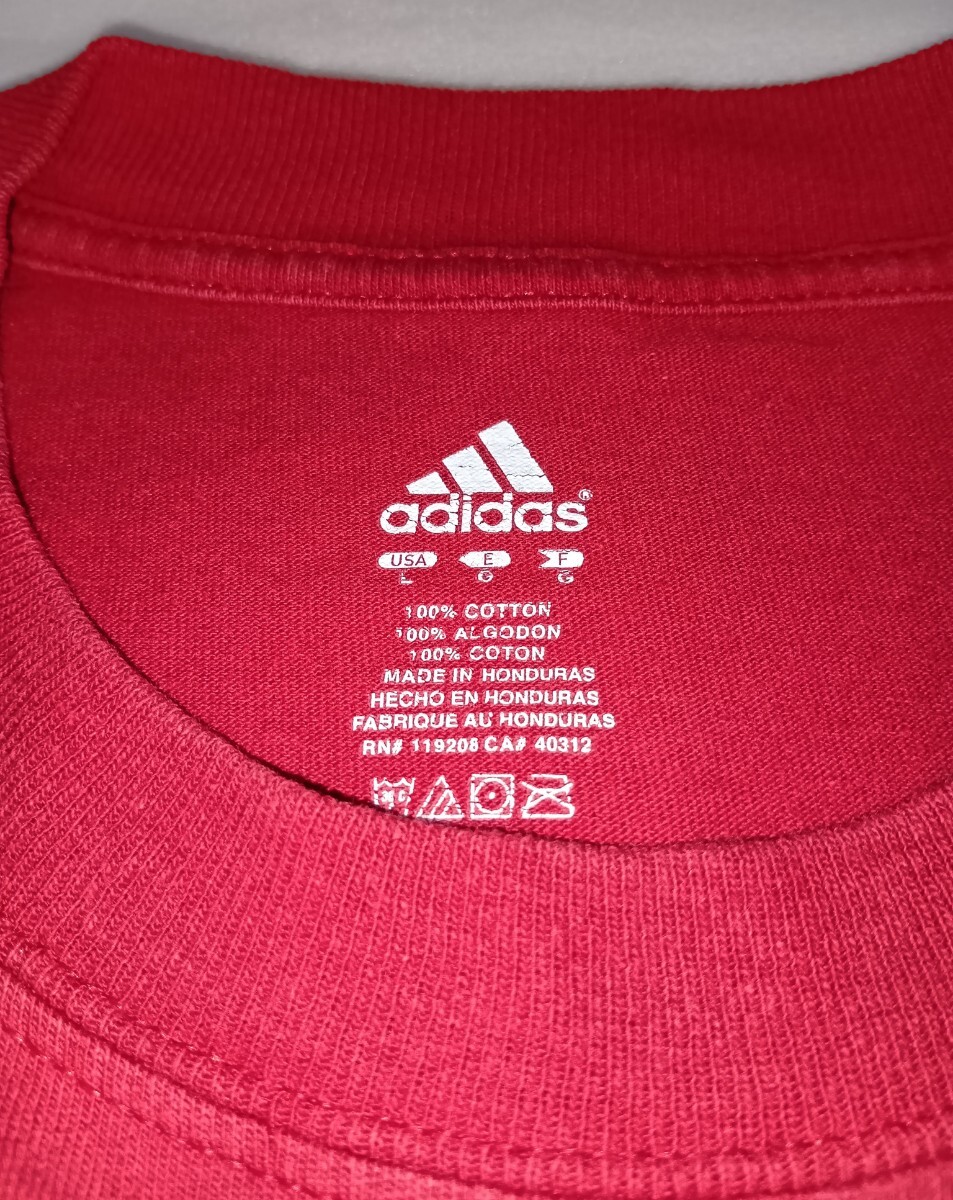 adidas®
USA E F
L G G
100% COTTON
100% ALGODON
100% COTON
MADE IN HONDURAS
HECHO EN HONDURAS
FABRIQUE AU HONDURAS
RN# 119208 CA# 40312